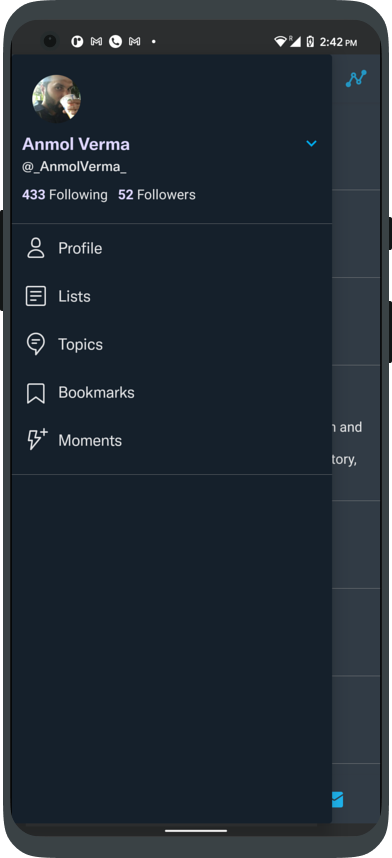 R 2:42 PM
Anmol Verma
@_AnmolVerma_
433 Following 52 Followers
Profile
Lists
Topics
Bookmarks
Moments
and
tory,